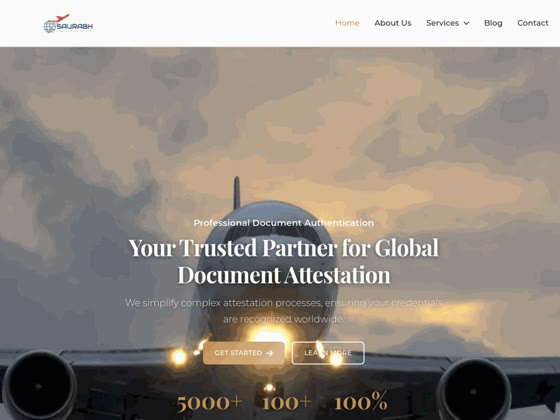 SAURABH
Home About Us Services Blog Contact
Professional Document Authentication
Your Trusted Partner for Global
Document Attestation
We simplify complex attestation processes, ensuring your credentials
are recognized worldwide.
GET STARTED → LEARN MORE
5000+ 100+ 100%